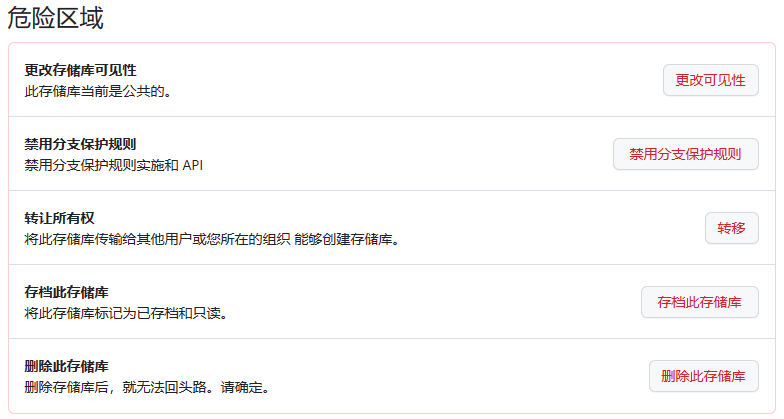 危险区域
更改存储库可见性
此存储库当前是公共的。
更改可见性
禁用分支保护规则
禁用分支保护规则实施和 API
禁用分支保护规则
转让所有权
将此存储库传输给其他用户或您所在的组织 能够创建存储库。
转移
存档此存储库
将此存储库标记为已存档和只读。
存档此存储库
删除此存储库
删除存储库后，就无法回头路。请确定。
删除此存储库